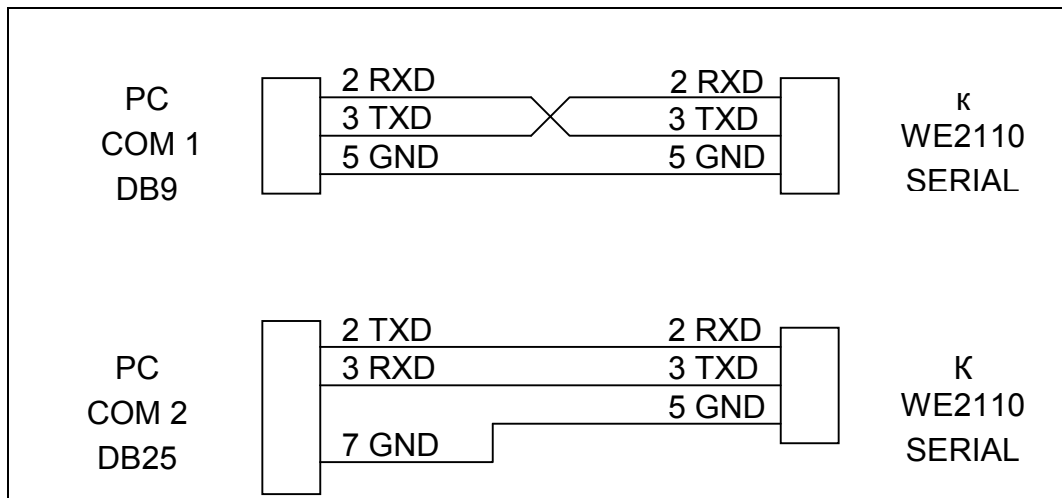 PC
COM 1
DB9
2 RXD
3 TXD
5 GND
2 RXD
3 TXD
5 GND
к
WE2110
SERIAL
PC
COM 2
DB25
2 TXD
3 RXD
7 GND
2 RXD
3 TXD
5 GND
К
WE2110
SERIAL